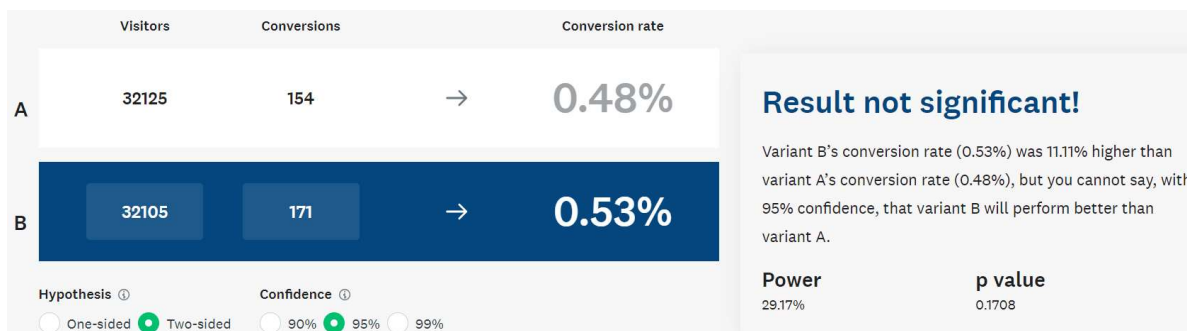 Visitors Conversions Conversion rate
A 32125 154 → 0.48%
B 32105 171 → 0.53%
Hypothesis ⓘ Confidence ⓘ
One-sided Two-sided 90% 95% 99%
Result not significant!
Variant B's conversion rate (0.53%) was 11.11% higher than
variant A's conversion rate (0.48%), but you cannot say, with
95% confidence, that variant B will perform better than
variant A.
Power p value
29.17% 0.1708